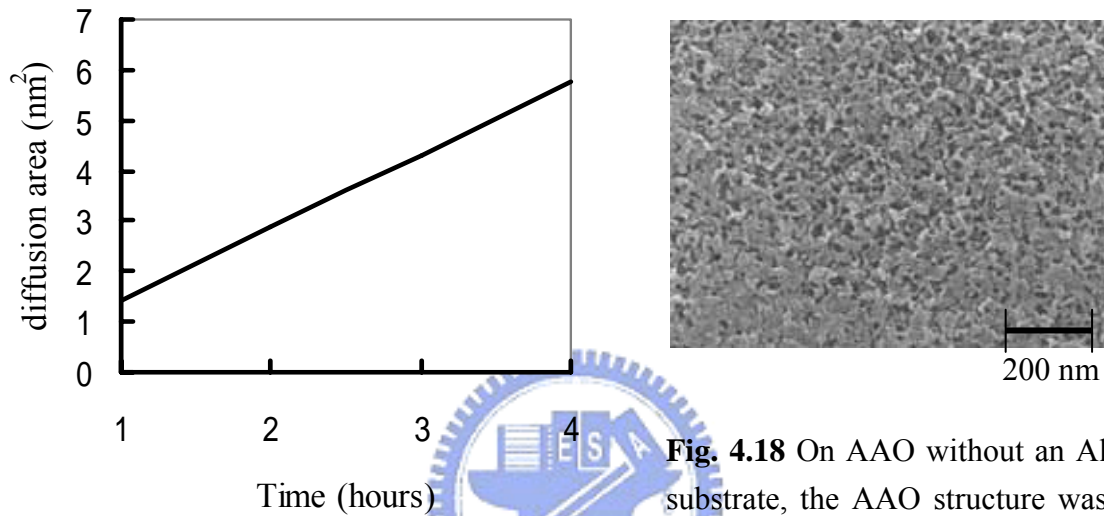 7
6
5
4
3
2
1
0
diffusion area (nm²)
1 2 3 4
Time (hours)
200 nm
ESA
Fig. 4.18 On AAO without an Al
substrate, the AAO structure was